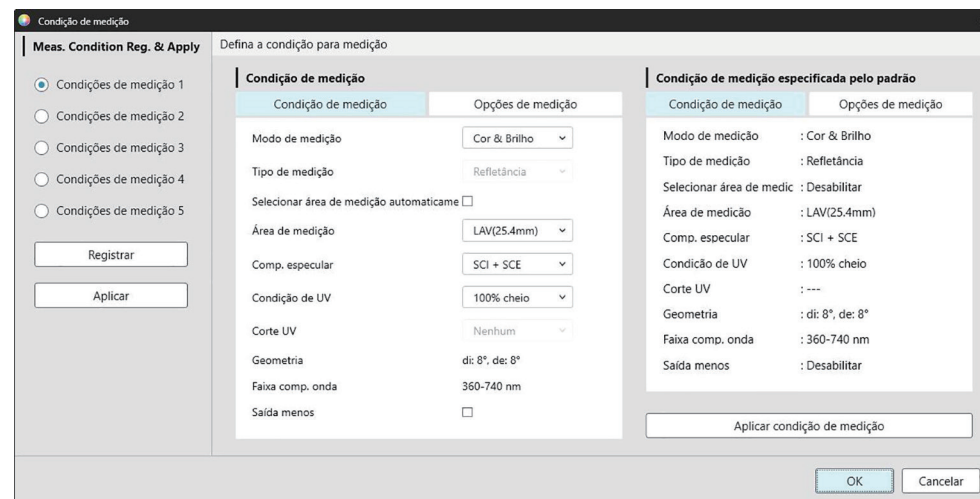 Condição de medição
Meas. Condition Reg. & Apply
Condições de medição 1
Condições de medição 2
Condições de medição 3
Condições de medição 4
Condições de medição 5
Registrar
Aplicar
Defina a condição para medição
Condição de medição
Condição de medição Opções de medição
Modo de medição Cor & Brilho
Tipo de medição Refletância
Selecionar área de medição automaticame
Área de medição LAV(25.4mm)
Comp. especular SCI + SCE
Condição de UV 100% cheio
Corte UV Nenhum
Geometria di: 8°, de: 8°
Faixa comp. onda 360-740 nm
Saída menos
Condição de medição especificada pelo padrão
Condição de medição Opções de medição
Modo de medição : Cor & Brilho
Tipo de medição : Refletância
Selecionar área de medic : Desabilitar
Área de medicão : LAV(25.4mm)
Comp. especular : SCI + SCE
Condicão de UV : 100% cheio
Corte UV : ---
Geometria : di: 8°, de: 8°
Faixa comp. onda : 360-740 nm
Saída menos : Desabilitar
Aplicar condição de medição
OK Cancelar